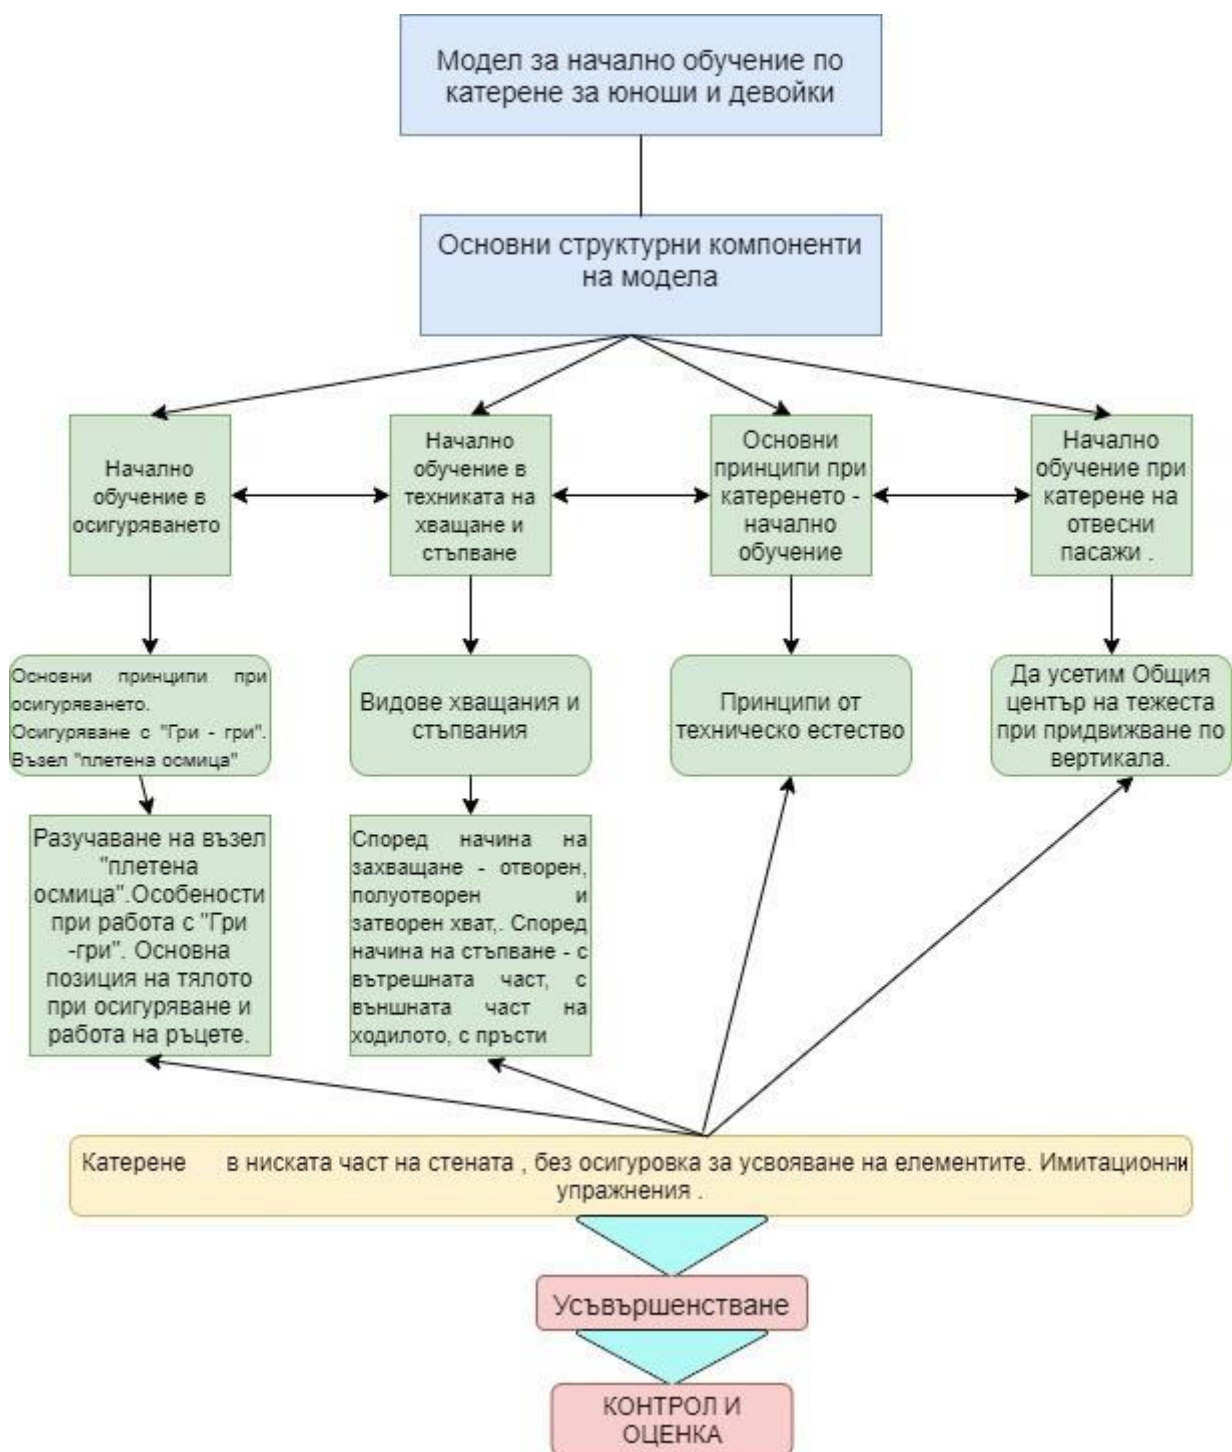 Модел за начално обучение по
катерене за юноши и девойки
Основни структурни компоненти
на модела
Начално
обучение в
осигуряването
Начално
обучение в
техниката на
хващане и
стъпване
Основни
принципи при
катеренето -
начално
обучение
Начално
обучение при
катерене на
отвесни
пасажи .
Основни принципи при
осигуряването.
Осигуряване с "Гри - гри".
Възел "плетена осмица"
Видове хващания и
стъпвания
Принципи от
техническо естество
Да усетим Общия
център на тежеста
при придвижване по
вертикала.
Разучаване на възел
"плетена
осмица".Особености
при работа с "Гри
-гри". Основна
позиция на тялото
при осигуряване и
работа на ръцете.
Според начина на
захващане - отворен,
полуотворен и
затворен хват,. Според
начина на стъпване - с
вътрешната част, с
външната част на
ходилото, с пръсти
Катерене в ниската част на стената , без осигуровка за усвояване на елементите. Имитационни
упражнения .
Усъвършенстване
КОНТРОЛ И
ОЦЕНКА